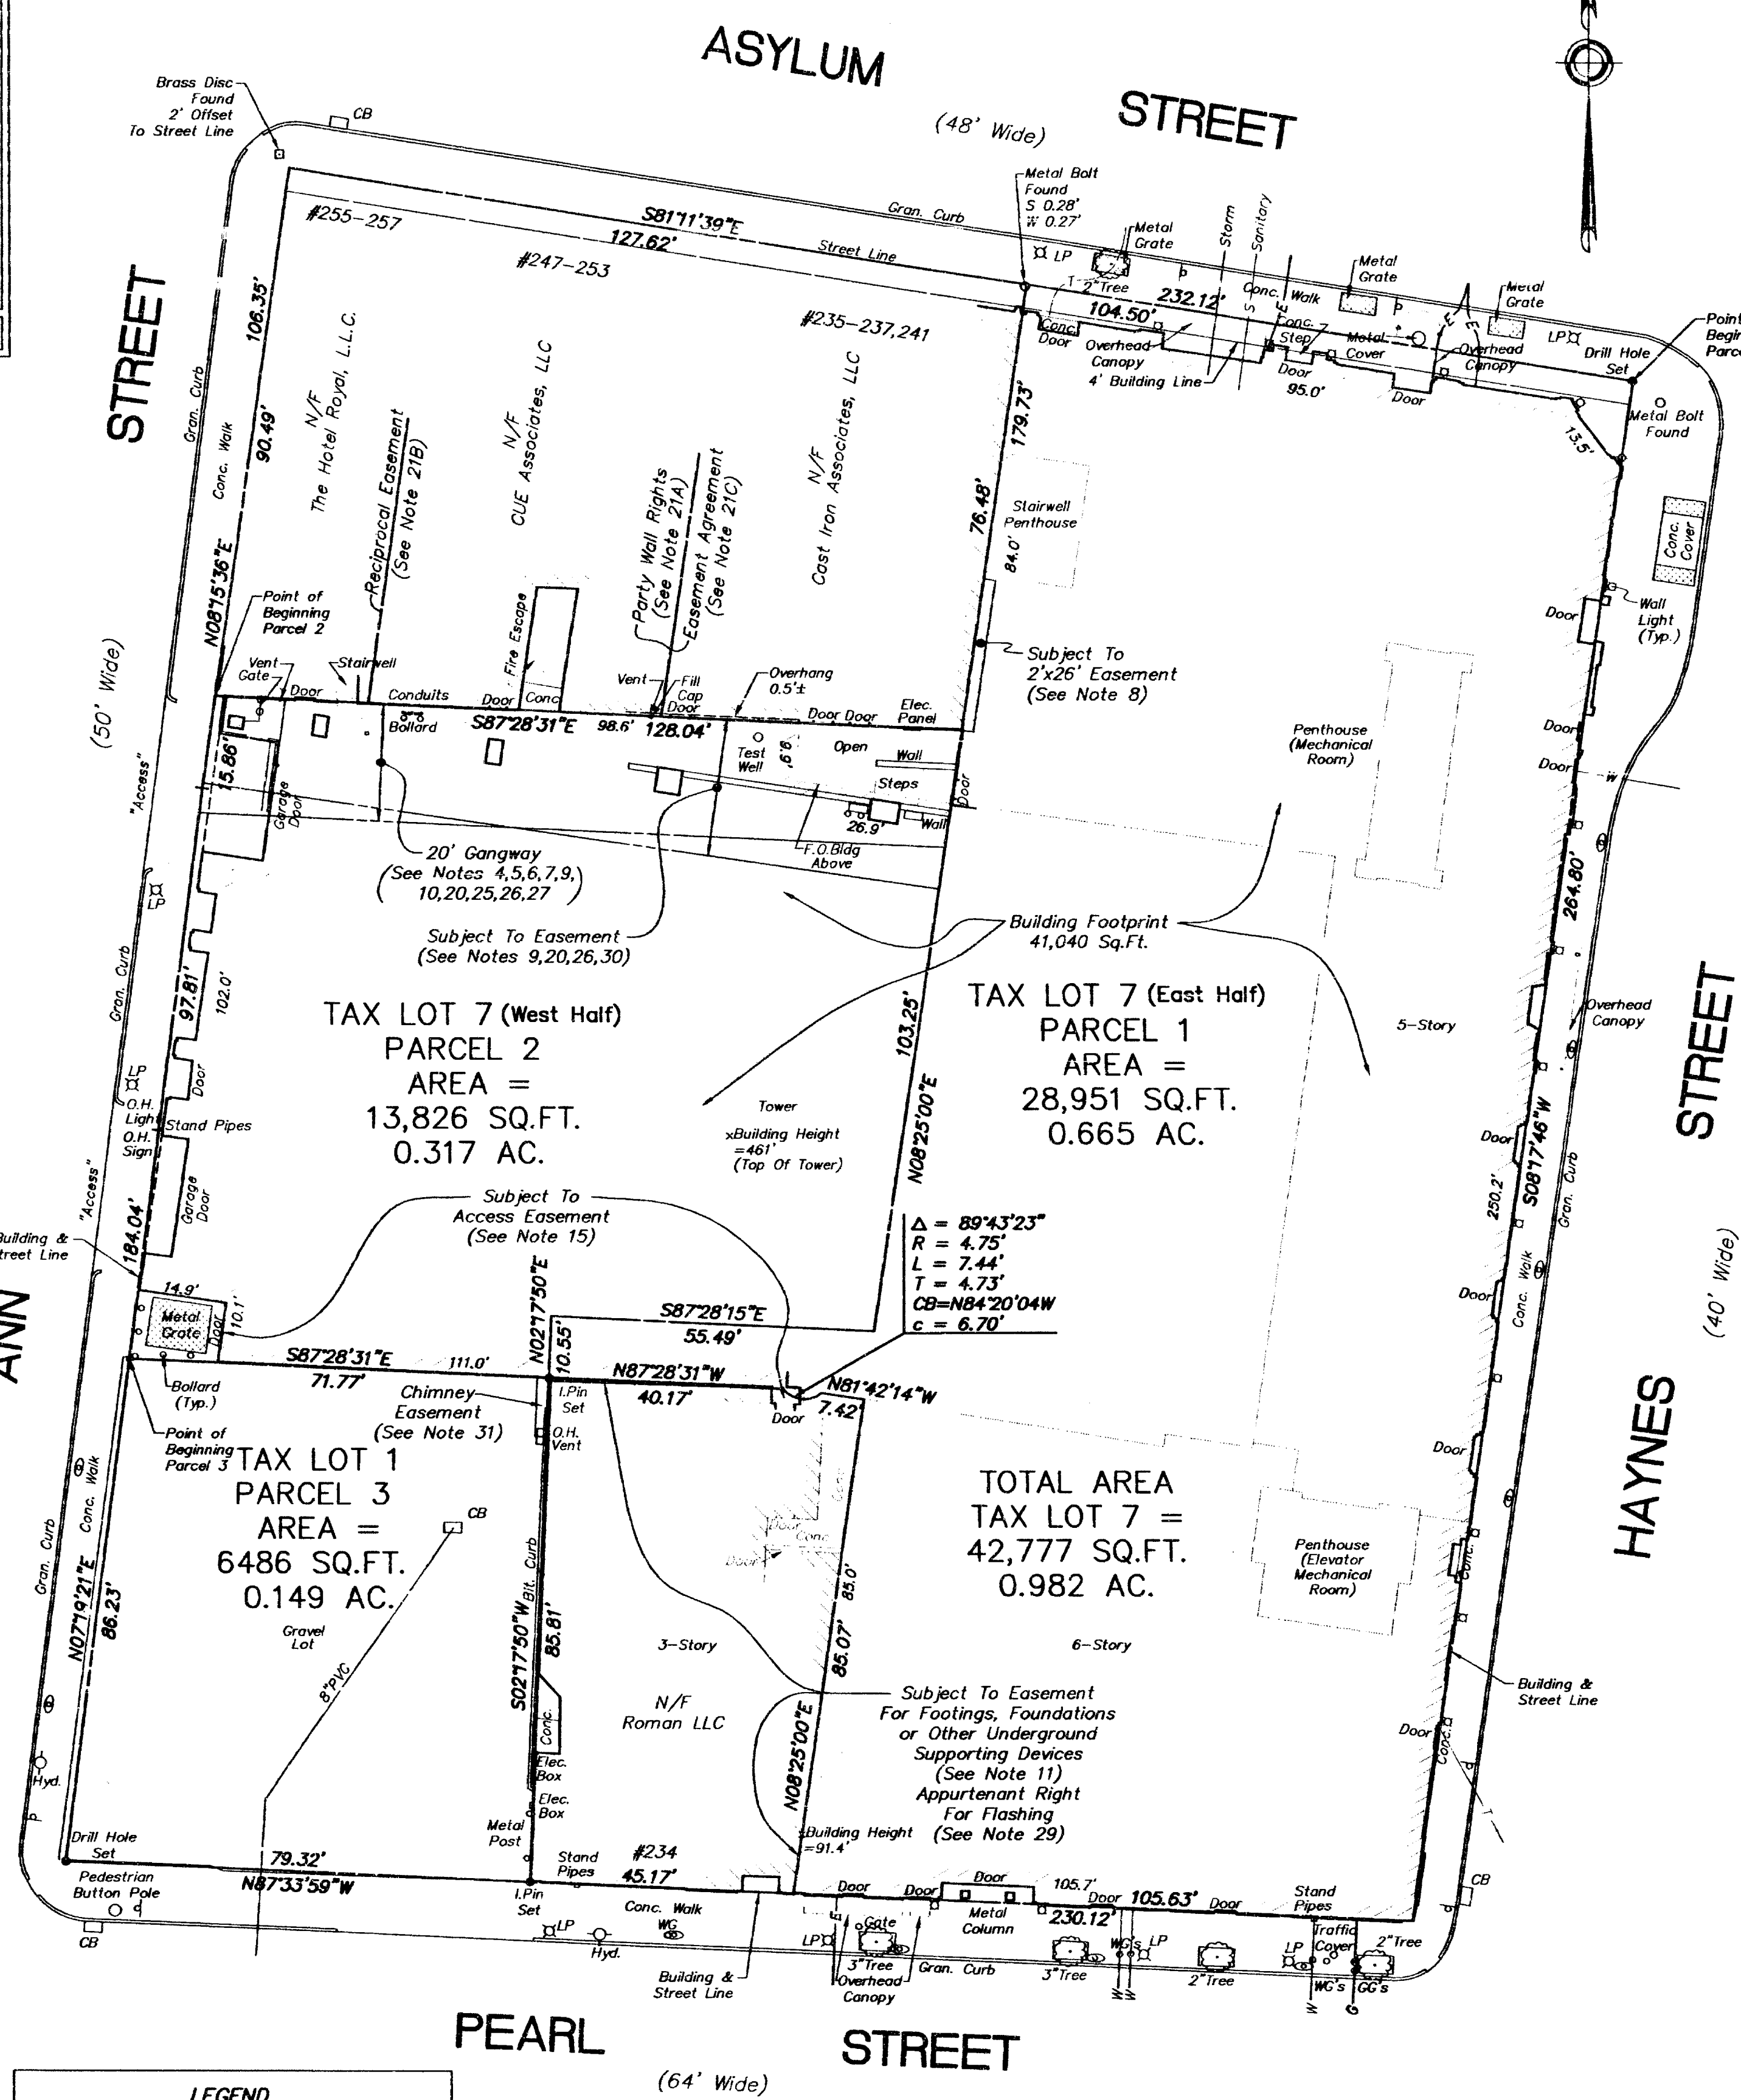 ASYLUM
STREET
(48' Wide)
Brass Disc
Found
2' Offset
To Street Line
CB
#255-257
S81°11'39"E
127.62'
Gran. Curb
Street Line
#247-253
Metal Bolt
Found
S 0.28'
W 0.27'
LP
Metal
Grate
2"Tree
T
Storm
Sanitary
232.12'
104.50'
Conc. Walk
S
E
Metal
Grate
Metal
Grate
E
E
LP
Drill Hole
Set
Point
Begin
Parce
Conc.
Door
Overhead
Canopy
4' Building Line
Conc.
Step
Metal
Cover
Door
95.0'
Overhead
Canopy
Door
Metal Bolt
Found
13.5'
#235-237,241
STREET
106.35'
Gran. Curb
Conc. Walk
90.49'
N08°15'36"E
N/F
The Hotel Royal, L.L.C.
Reciprocal Easement
(See Note 21B)
N/F
CUE Associates, LLC
Party Wall Rights
(See Note 21A)
Easement Agreement
(See Note 21C)
N/F
Cast Iron Associates, LLC
179.73'
76.48'
84.0'
Stairwell
Penthouse
Conc.
Cover
Door
Wall
Light
(Typ.)
Point of
Beginning
Parcel 2
Fire Escape
(50' Wide)
Vent
Gate
Stairwell
Door
Conduits
Door
Conc
Vent
Fill
Cap
Door
Overhang
0.5'±
Door Door
Elec.
Panel
Subject To
2'x26' Easement
(See Note 8)
Bollard
S87°28'31"E
98.6'
128.04'
15.86'
Test
Well
9.9'
Open
Wall
Steps
Door
Penthouse
(Mechanical
Room)
Door
Door
W
"Access"
Garage
Door
26.9'
Wall
F.O.Bldg
Above
20' Gangway
(See Notes 4,5,6,7,9,
10,20,25,26,27 )
Subject To Easement
(See Notes 9,20,26,30)
Building Footprint
41,040 Sq.Ft.
LP
264.80'
Gran. Curb
97.81'
102.0'
TAX LOT 7 (West Half)
PARCEL 2
AREA =
13,826 SQ.FT.
0.317 AC.
103.25'
TAX LOT 7 (East Half)
PARCEL 1
AREA =
28,951 SQ.FT.
0.665 AC.
5-Story
Overhead
Canopy
STREET
LP
O.H.
Light
O.H.
Sign
Stand Pipes
Door
Tower
xBuilding Height
=461'
(Top Of Tower)
N08°25'00"E
Door
S08°17'46"W
250.2'
Gran. Curb
"Access"
184.04'
Garage
Door
Building &
treet Line
Subject To
Access Easement
(See Note 15)
Δ = 89°43'23"
R = 4.75'
L = 7.44'
T = 4.73'
CB=N84°20'04W
c = 6.70'
14.9'
10.1'
Metal
Grate
Door
N02°17'50"E
10.55'
S87°28'15"E
55.49'
Door
Conc. Walk
(40' Wide)
ANN
S87°28'31"E
71.77'
111.0'
N87°28'31"W
40.17'
N81°42'14"W
7.42'
Door
Bollard
(Typ.)
Chimney
Easement
(See Note 31)
I.Pin
Set
O.H.
Vent
Point of
Beginning
Parcel 3
TAX LOT 1
PARCEL 3
AREA =
6486 SQ.FT.
0.149 AC.
Gravel
Lot
CB
8"PVC
Conc. Walk
Gran. Curb
N07°19'21"E
86.23'
Door
Conc.
Door
TOTAL AREA
TAX LOT 7 =
42,777 SQ.FT.
0.982 AC.
Penthouse
(Elevator
Mechanical
Room)
Door
Conc.
HAYNES
Bit. Curb
85.81'
S02°17'50"W
3-Story
85.07'
85.0'
6-Story
N/F
Roman LLC
N08°25'00"E
Subject To Easement
For Footings, Foundations
or Other Underground
Supporting Devices
(See Note 11)
Appurtenant Right
For Flashing
(See Note 29)
Building &
Street Line
Door
Conc.
T
Conc.
Elec.
Box
Elec.
Box
Metal
Post
Hyd.
Drill Hole
Set
79.32'
N87°33'59"W
Pedestrian
Button Pole
CB
Stand
Pipes
#234
45.17'
Building Height
=91.4'
I.Pin
Set
Conc. Walk
WG
LP
Hyd.
Building &
Street Line
Door
Door
Door
105.7'
Door
105.63'
Door
Stand
Pipes
CB
Metal
Column
230.12'
E
Gate
LP
3"Tree
Overhead
Canopy
Gran. Curb
3"Tree
WG's
LP
W
W
2"Tree
LP
Traffic
Cover
2"Tree
WG's
GG's
W
G
PEARL
STREET
(64' Wide)
LEGEND